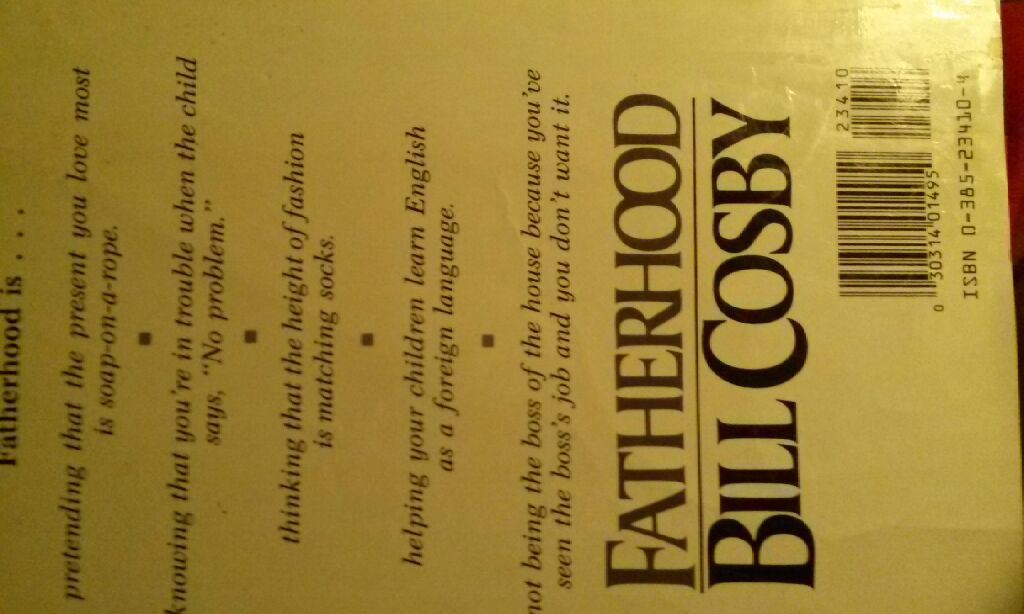 Fatherhood is . . . .
pretending that the present you love most
is soap-on-a-rope.
knowing that you're in trouble when the child
says, “No problem.”
thinking that the height of fashion
is matching socks.
helping your children learn English
as a foreign language.
not being the boss of the house because you've
seen the boss's job and you don't want it.
FATHERHOOD
BILL COSBY
23410
0 30314 01495
ISBN 0-385-23410-4